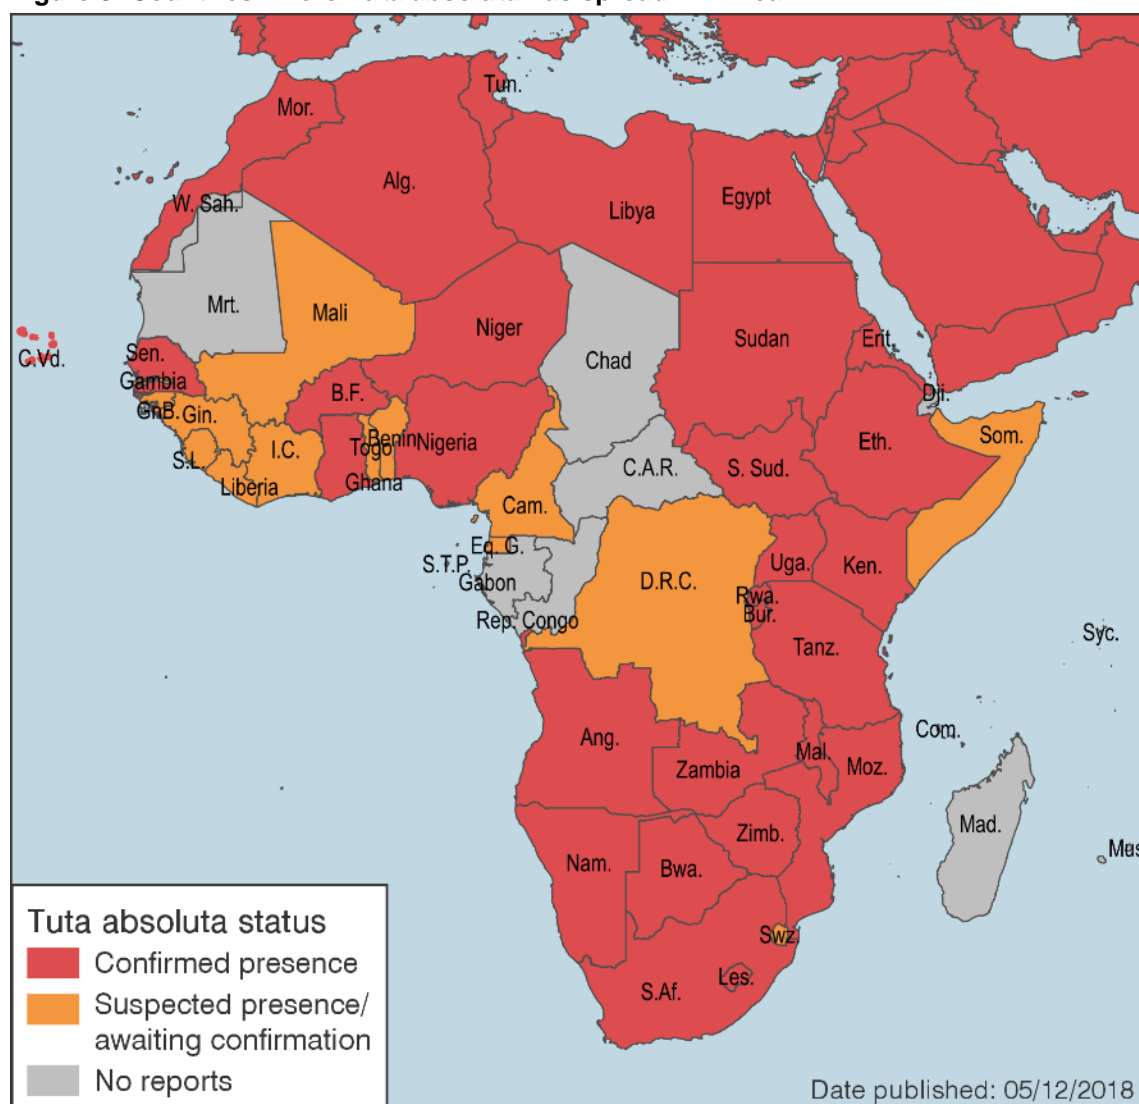 Tun.
Mor.
Alg.
W. Sah.
Libya
Egypt
Mrt.
Mali
Niger
Chad
Sudan
Erit.
C.Vd.
Sen.
Gambia
B.F.
Dji.
GnB.
Gin.
Benin
Nigeria
Eth.
Som.
I.C.
Togo
S.L.
C.A.R.
S. Sud.
Liberia
Ghana
Cam.
Eq. G.
S.T.P.
Gabon
D.R.C.
Uga.
Ken.
Rwa.
Bur.
Rep. Congo
Syc.
Tanz.
Ang.
Com.
Zambia
Mal.
Moz.
Zimb.
Mad.
Nam.
Bwa.
Swz.
S.Af.
Les.
Tuta absoluta status
Confirmed presence
Suspected presence/
awaiting confirmation
No reports
Date published: 05/12/2018